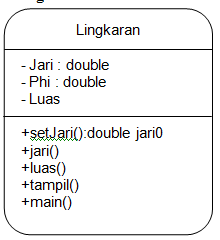 Lingkaran
- Jari : double
- Phi : double
- Luas
+setJari():double jari0
+jari()
+luas()
+tampil()
+main()